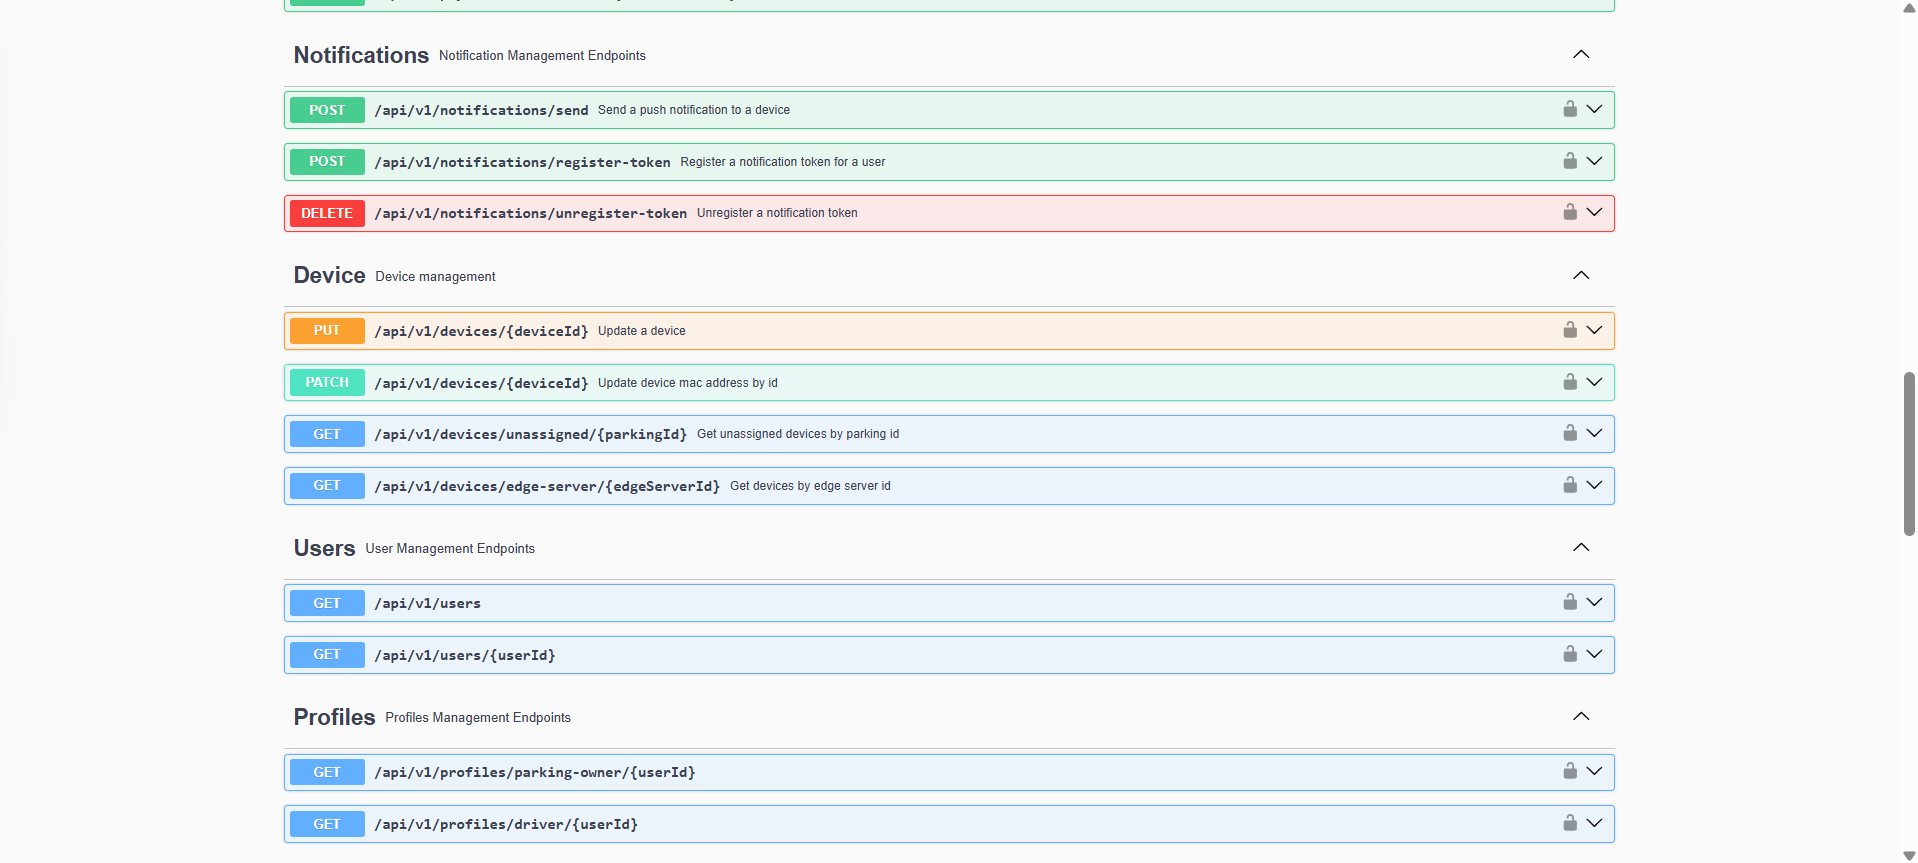 Notifications Notification Management Endpoints
POST /api/v1/notifications/send Send a push notification to a device
POST /api/v1/notifications/register-token Register a notification token for a user
DELETE /api/v1/notifications/unregister-token Unregister a notification token
Device Device management
PUT /api/v1/devices/{deviceId} Update a device
PATCH /api/v1/devices/{deviceId} Update device mac address by id
GET /api/v1/devices/unassigned/{parkingId} Get unassigned devices by parking id
GET /api/v1/devices/edge-server/{edgeServerId} Get devices by edge server id
Users User Management Endpoints
GET /api/v1/users
GET /api/v1/users/{userId}
Profiles Profiles Management Endpoints
GET /api/v1/profiles/parking-owner/{userId}
GET /api/v1/profiles/driver/{userId}